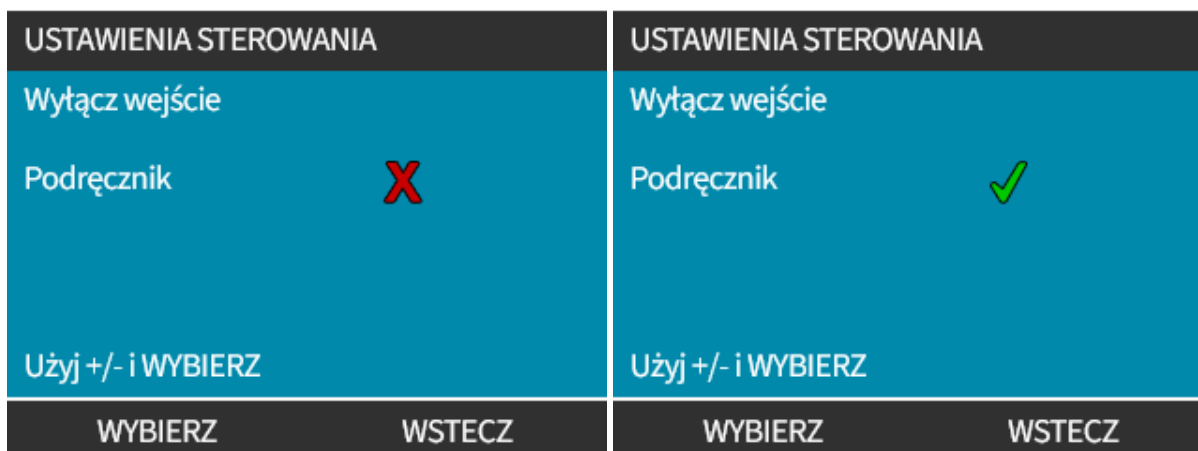 USTAWIENIA STEROWANIA
Wyłącz wejście
Podręcznik
Użyj +/- i WYBIERZ
WYBIERZ WSTECZ
USTAWIENIA STEROWANIA
Wyłącz wejście
Podręcznik
Użyj +/- i WYBIERZ
WYBIERZ WSTECZ